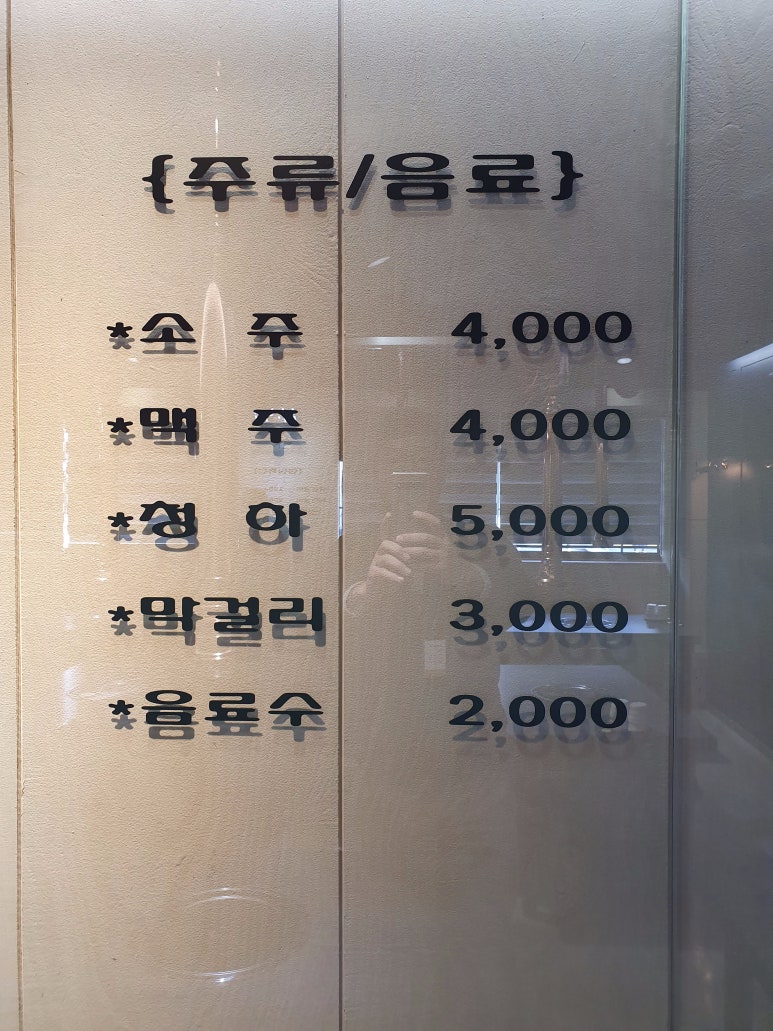 {주류/음료}
*소 주 4,000
*맥 주 4,000
*청 하 5,000
*막걸리 3,000
*음료수 2,000